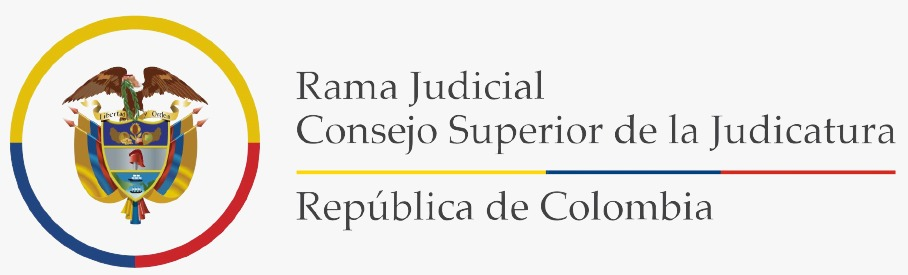 Libertad y Orden
Rama Judicial
Consejo Superior de la Judicatura
República de Colombia